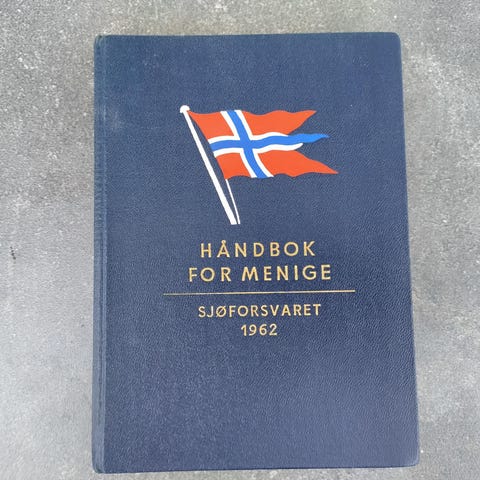 HÅNDBOK
FOR MENIGE
SJØFORSVARET
1962